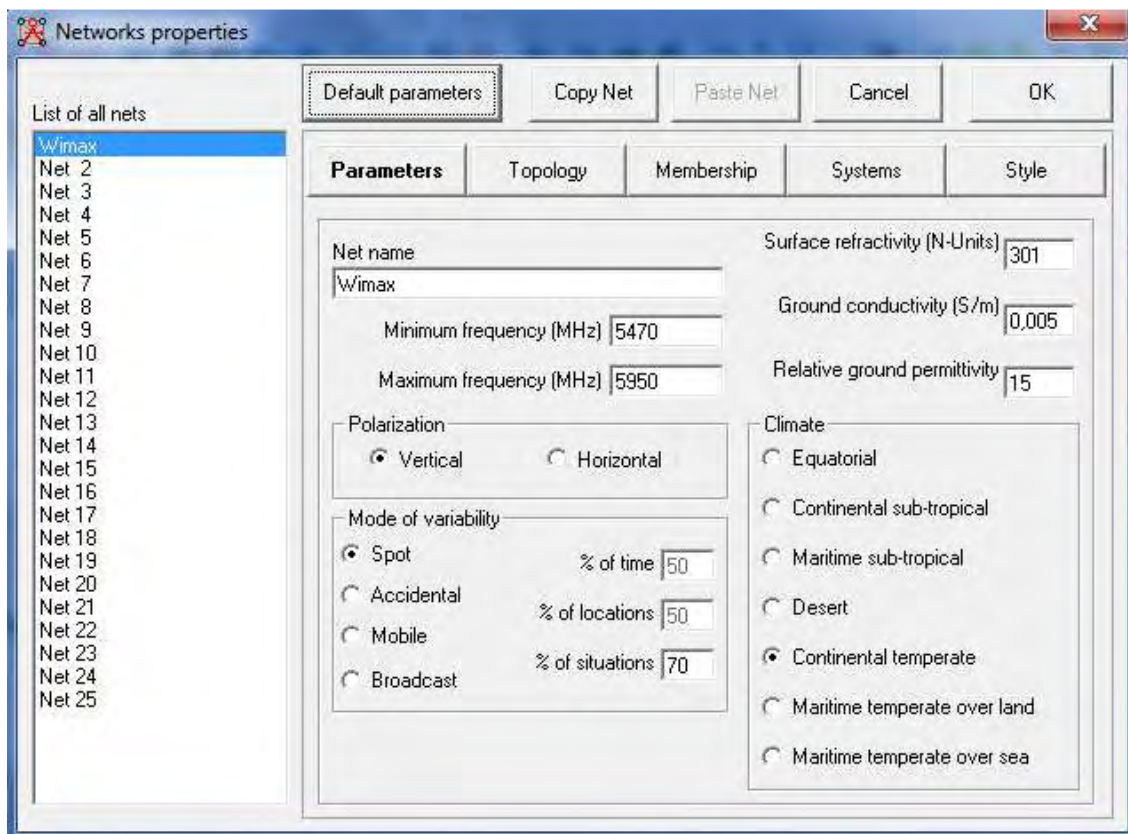 Networks properties
List of all nets
Wimax
Net 2
Net 3
Net 4
Net 5
Net 6
Net 7
Net 8
Net 9
Net 10
Net 11
Net 12
Net 13
Net 14
Net 15
Net 16
Net 17
Net 18
Net 19
Net 20
Net 21
Net 22
Net 23
Net 24
Net 25
Default parameters Copy Net Paste Net Cancel OK
Parameters Topology Membership Systems Style
Net name
Wimax
Minimum frequency (MHz) 5470
Maximum frequency (MHz) 5950
Polarization
Vertical Horizontal
Mode of variability
Spot
Accidental
Mobile
Broadcast
% of time 50
% of locations 50
% of situations 70
Surface refractivity (N-Units) 301
Ground conductivity (S/m) 0,005
Relative ground permittivity 15
Climate
Equatorial
Continental sub-tropical
Maritime sub-tropical
Desert
Continental temperate
Maritime temperate over land
Maritime temperate over sea